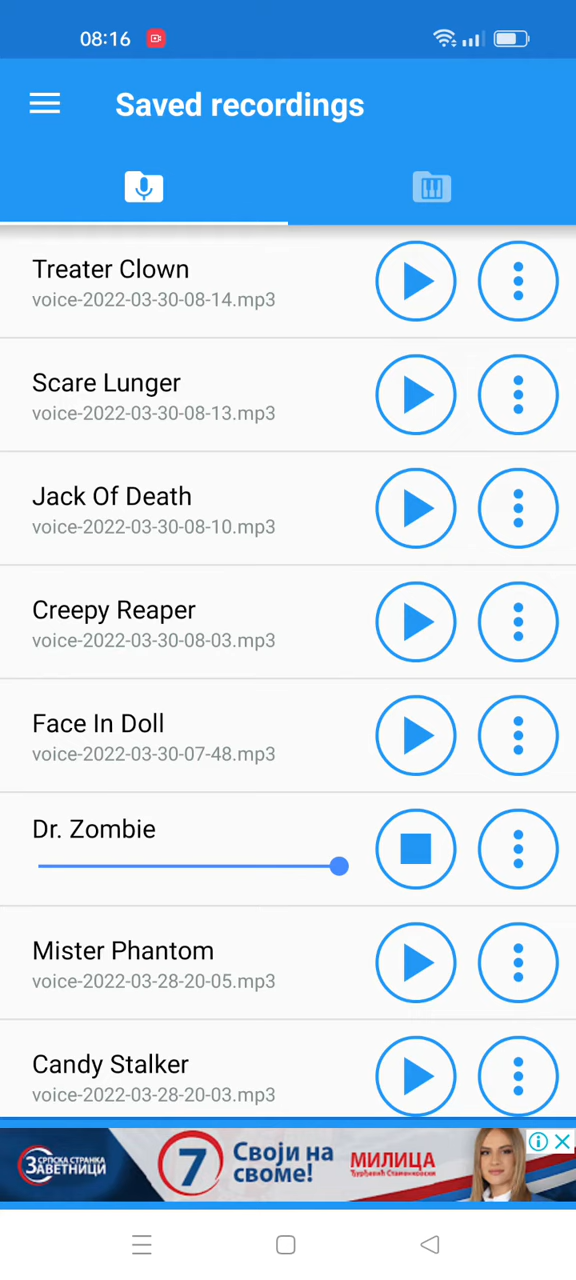 08:16
Saved recordings
Treater Clown
voice-2022-03-30-08-14.mp3
Scare Lunger
voice-2022-03-30-08-13.mp3
Jack Of Death
voice-2022-03-30-08-10.mp3
Creepy Reaper
voice-2022-03-30-08-03.mp3
Face In Doll
voice-2022-03-30-07-48.mp3
Dr. Zombie
Mister Phantom
voice-2022-03-28-20-05.mp3
Candy Stalker
voice-2022-03-28-20-03.mp3
СРПСКА СТРАНКА
ЗАВЕТНИЦИ
7
Своји на
своме!
МИЛИЦА
Ђурђевић Стаменковски